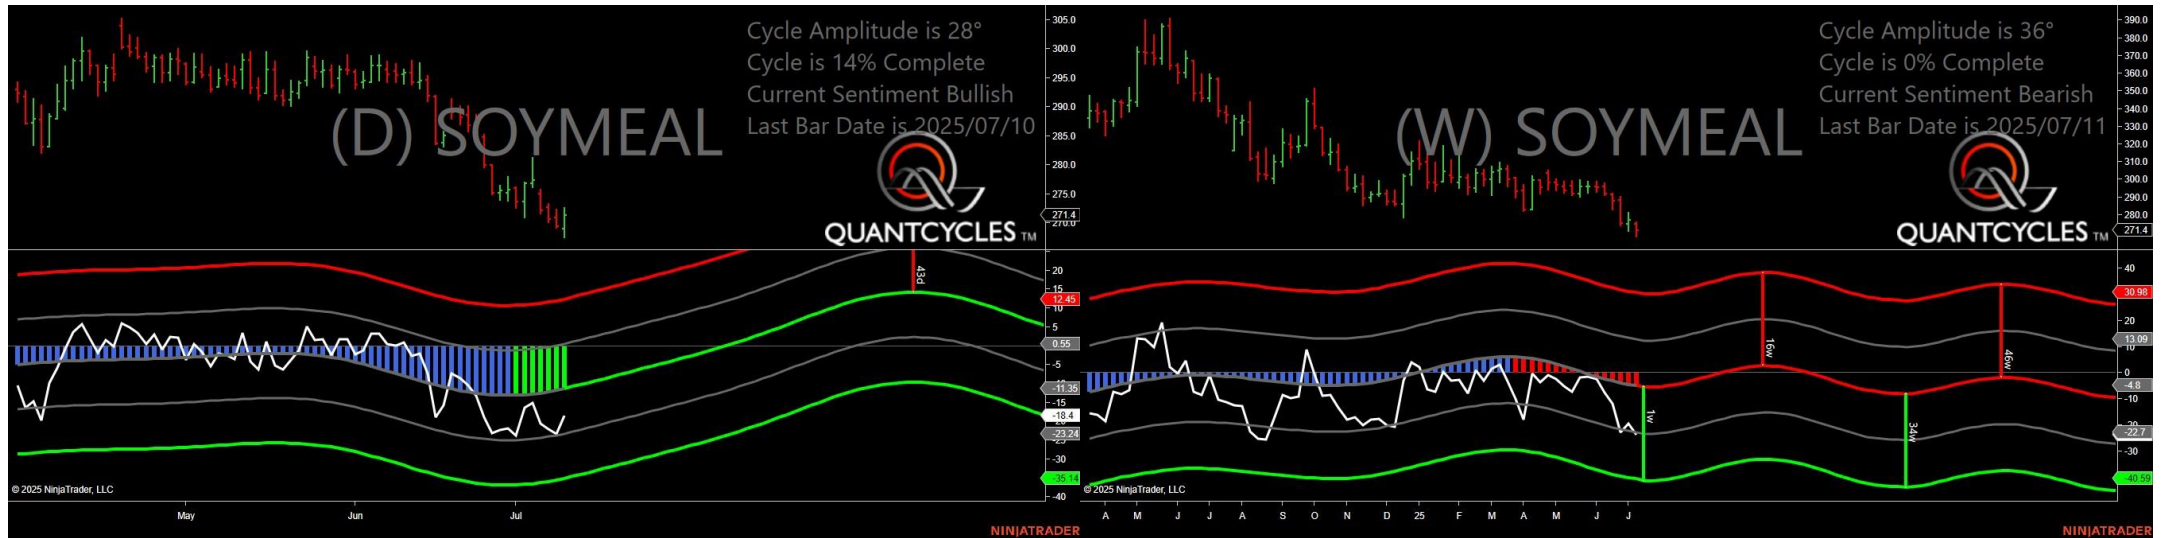 Cycle Amplitude is 28°
Cycle is 14% Complete
Current Sentiment Bullish
Last Bar Date is 2025/07/10
(D) SOYMEAL
QUANTCYCLES TM
305.0
300.0
295.0
290.0
285.0
280.0
275.0
271.4
270.0
43d
20
15
12.45
10
5
0.55
-5
-11.35
-15
-18.4
-23.24
-30
-35.14
-40
© 2025 NinjaTrader, LLC
May Jun Jul
NINJATRADER
Cycle Amplitude is 36°
Cycle is 0% Complete
Current Sentiment Bearish
Last Bar Date is 2025/07/11
(W) SOYMEAL
QUANTCYCLES TM
390.0
380.0
370.0
360.0
350.0
340.0
330.0
320.0
310.0
300.0
290.0
280.0
271.4
1w
16w
34w
46w
40
30.98
20
13.09
10
0
-4.8
-10
-22.7
-30
-40.59
© 2025 NinjaTrader, LLC
A M J J A S O N D 25 F M A M J J
NINJATRADER